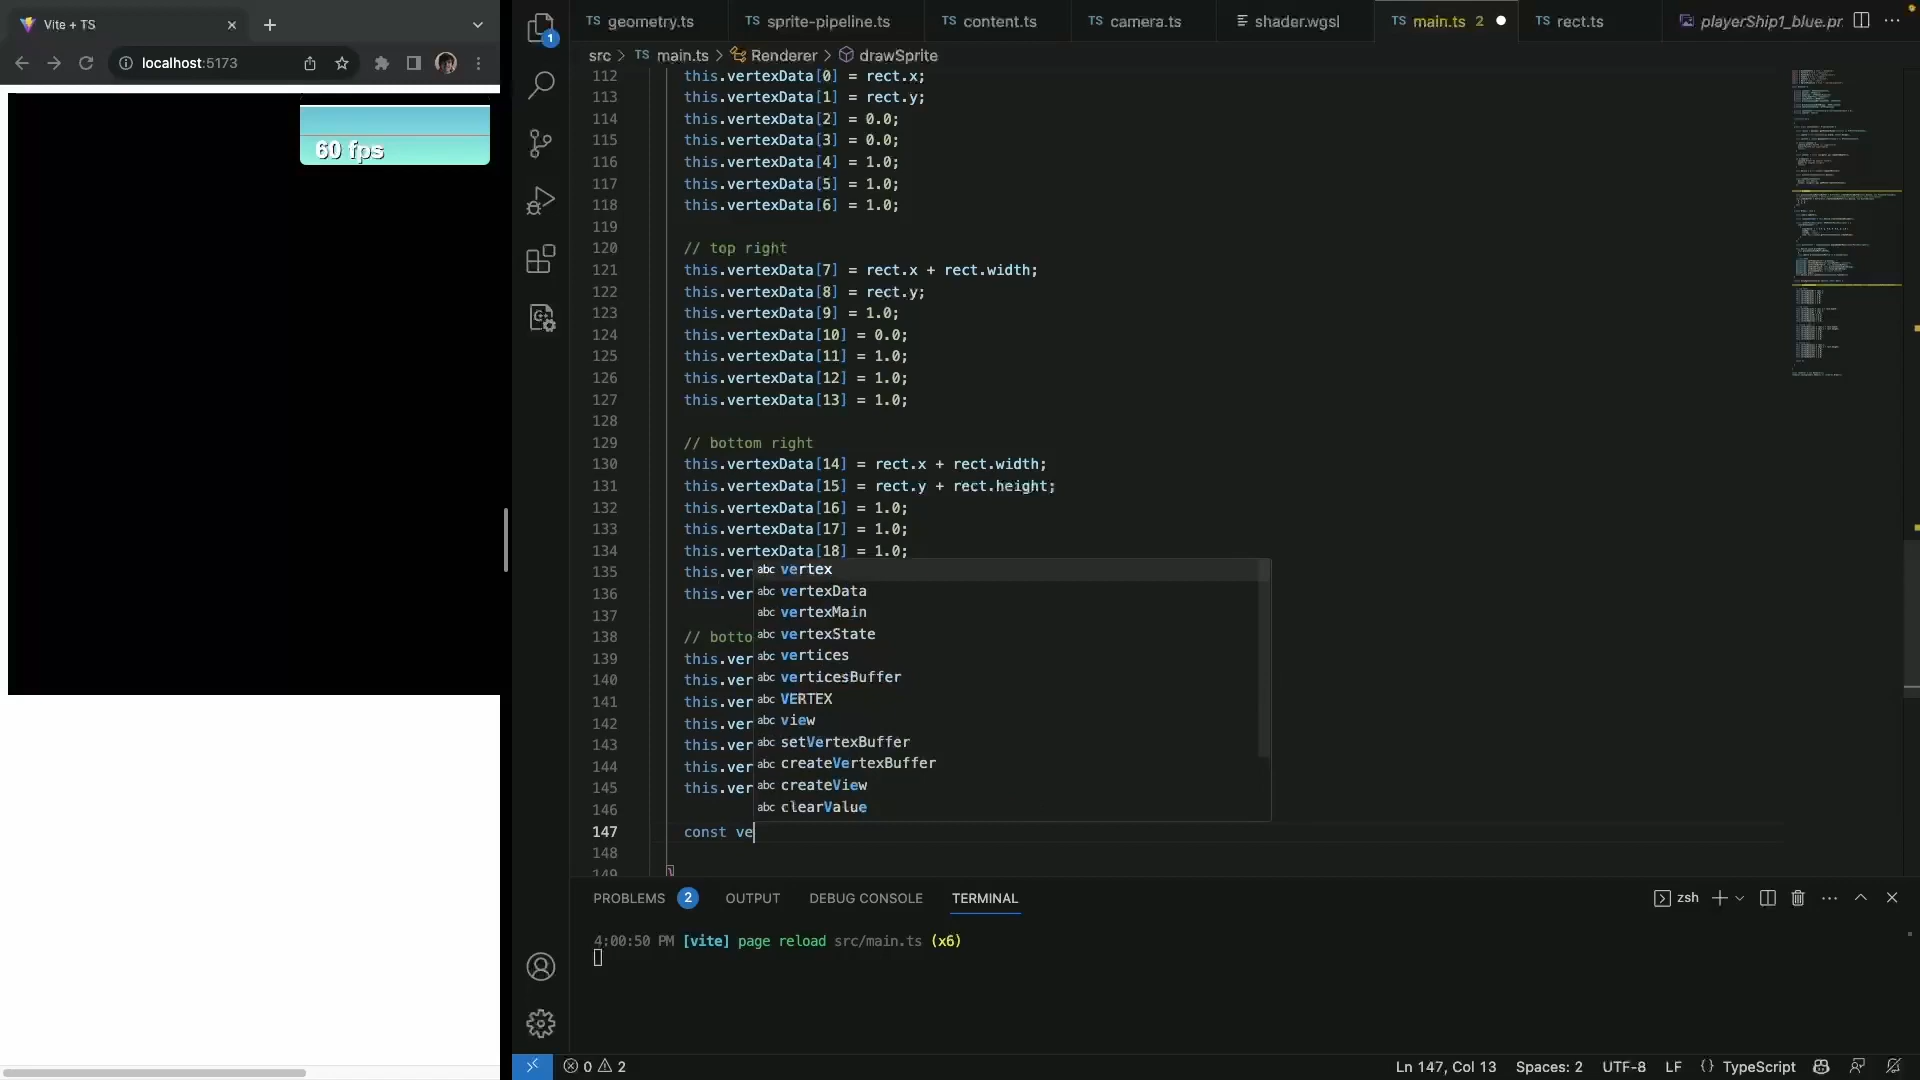 Vite + TS
localhost:5173
60 fps
1
TS geometry.ts
TS sprite-pipeline.ts
TS content.ts
TS camera.ts
shader.wgsl
TS main.ts 2
TS rect.ts
playerShip1_blue.pr
src > TS main.ts > Renderer > drawSprite
112 this.vertexData[0] = rect.x;
113 this.vertexData[1] = rect.y;
114 this.vertexData[2] = 0.0;
115 this.vertexData[3] = 0.0;
116 this.vertexData[4] = 1.0;
117 this.vertexData[5] = 1.0;
118 this.vertexData[6] = 1.0;
119
120 // top right
121 this.vertexData[7] = rect.x + rect.width;
122 this.vertexData[8] = rect.y;
123 this.vertexData[9] = 1.0;
124 this.vertexData[10] = 0.0;
125 this.vertexData[11] = 1.0;
126 this.vertexData[12] = 1.0;
127 this.vertexData[13] = 1.0;
128
129 // bottom right
130 this.vertexData[14] = rect.x + rect.width;
131 this.vertexData[15] = rect.y + rect.height;
132 this.vertexData[16] = 1.0;
133 this.vertexData[17] = 1.0;
134 this.vertexData[18] = 1.0;
135 this.ver
136 this.ver
137
138 // botto
139 this.ver
140 this.ver
141 this.ver
142 this.ver
143 this.ver
144 this.ver
145 this.ver
146
147 const ve
148
149 }
abc vertex
abc vertexData
abc vertexMain
abc vertexState
abc vertices
abc verticesBuffer
abc VERTEX
abc view
abc setVertexBuffer
abc createVertexBuffer
abc createView
abc clearValue
PROBLEMS 2 OUTPUT DEBUG CONSOLE TERMINAL
zsh
4:00:50 PM [vite] page reload src/main.ts (x6)
0 2
Ln 147, Col 13 Spaces: 2 UTF-8 LF {} TypeScript